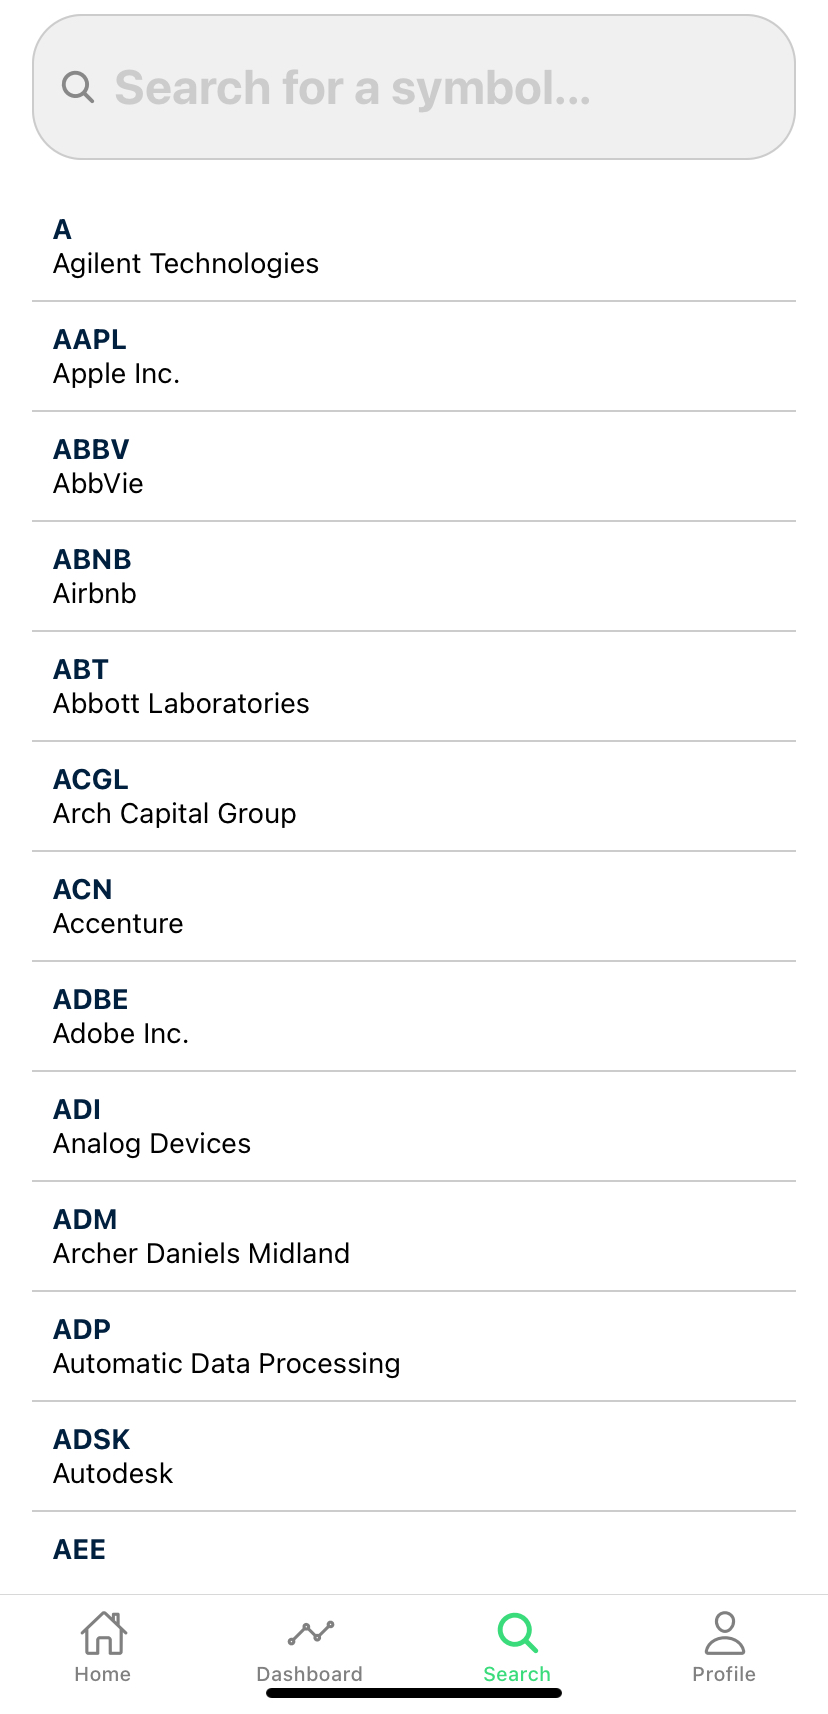 Search for a symbol...
A
Agilent Technologies
AAPL
Apple Inc.
ABBV
AbbVie
ABNB
Airbnb
ABT
Abbott Laboratories
ACGL
Arch Capital Group
ACN
Accenture
ADBE
Adobe Inc.
ADI
Analog Devices
ADM
Archer Daniels Midland
ADP
Automatic Data Processing
ADSK
Autodesk
AEE
Home Dashboard Search Profile